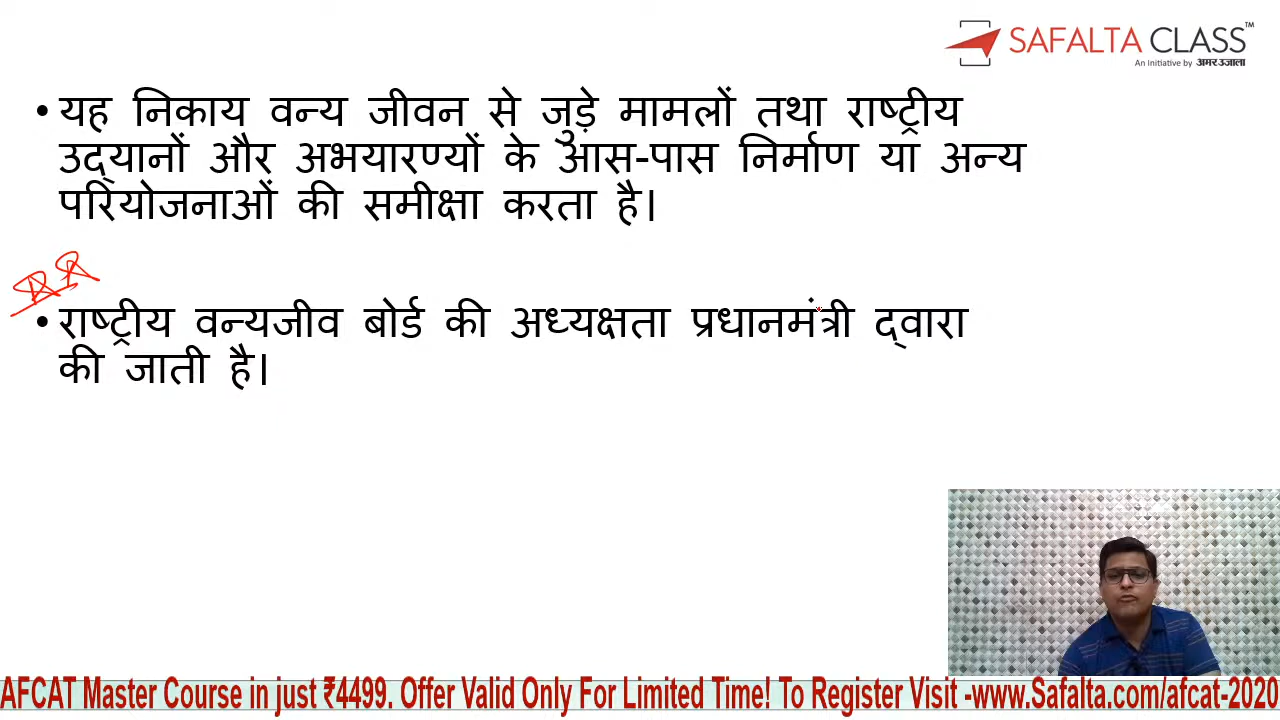 SAFALTA CLASS™
An Initiative by अमर उजाला
• यह निकाय वन्य जीवन से जुड़े मामलों तथा राष्ट्रीय
उद्यानों और अभयारण्यों के आस-पास निर्माण या अन्य
परियोजनाओं की समीक्षा करता है।
• राष्ट्रीय वन्यजीव बोर्ड की अध्यक्षता प्रधानमंत्री द्वारा
की जाती है।
AFCAT Master Course in just ₹4499. Offer Valid Only For Limited Time! To Register Visit -www.Safalta.com/afcat-2020